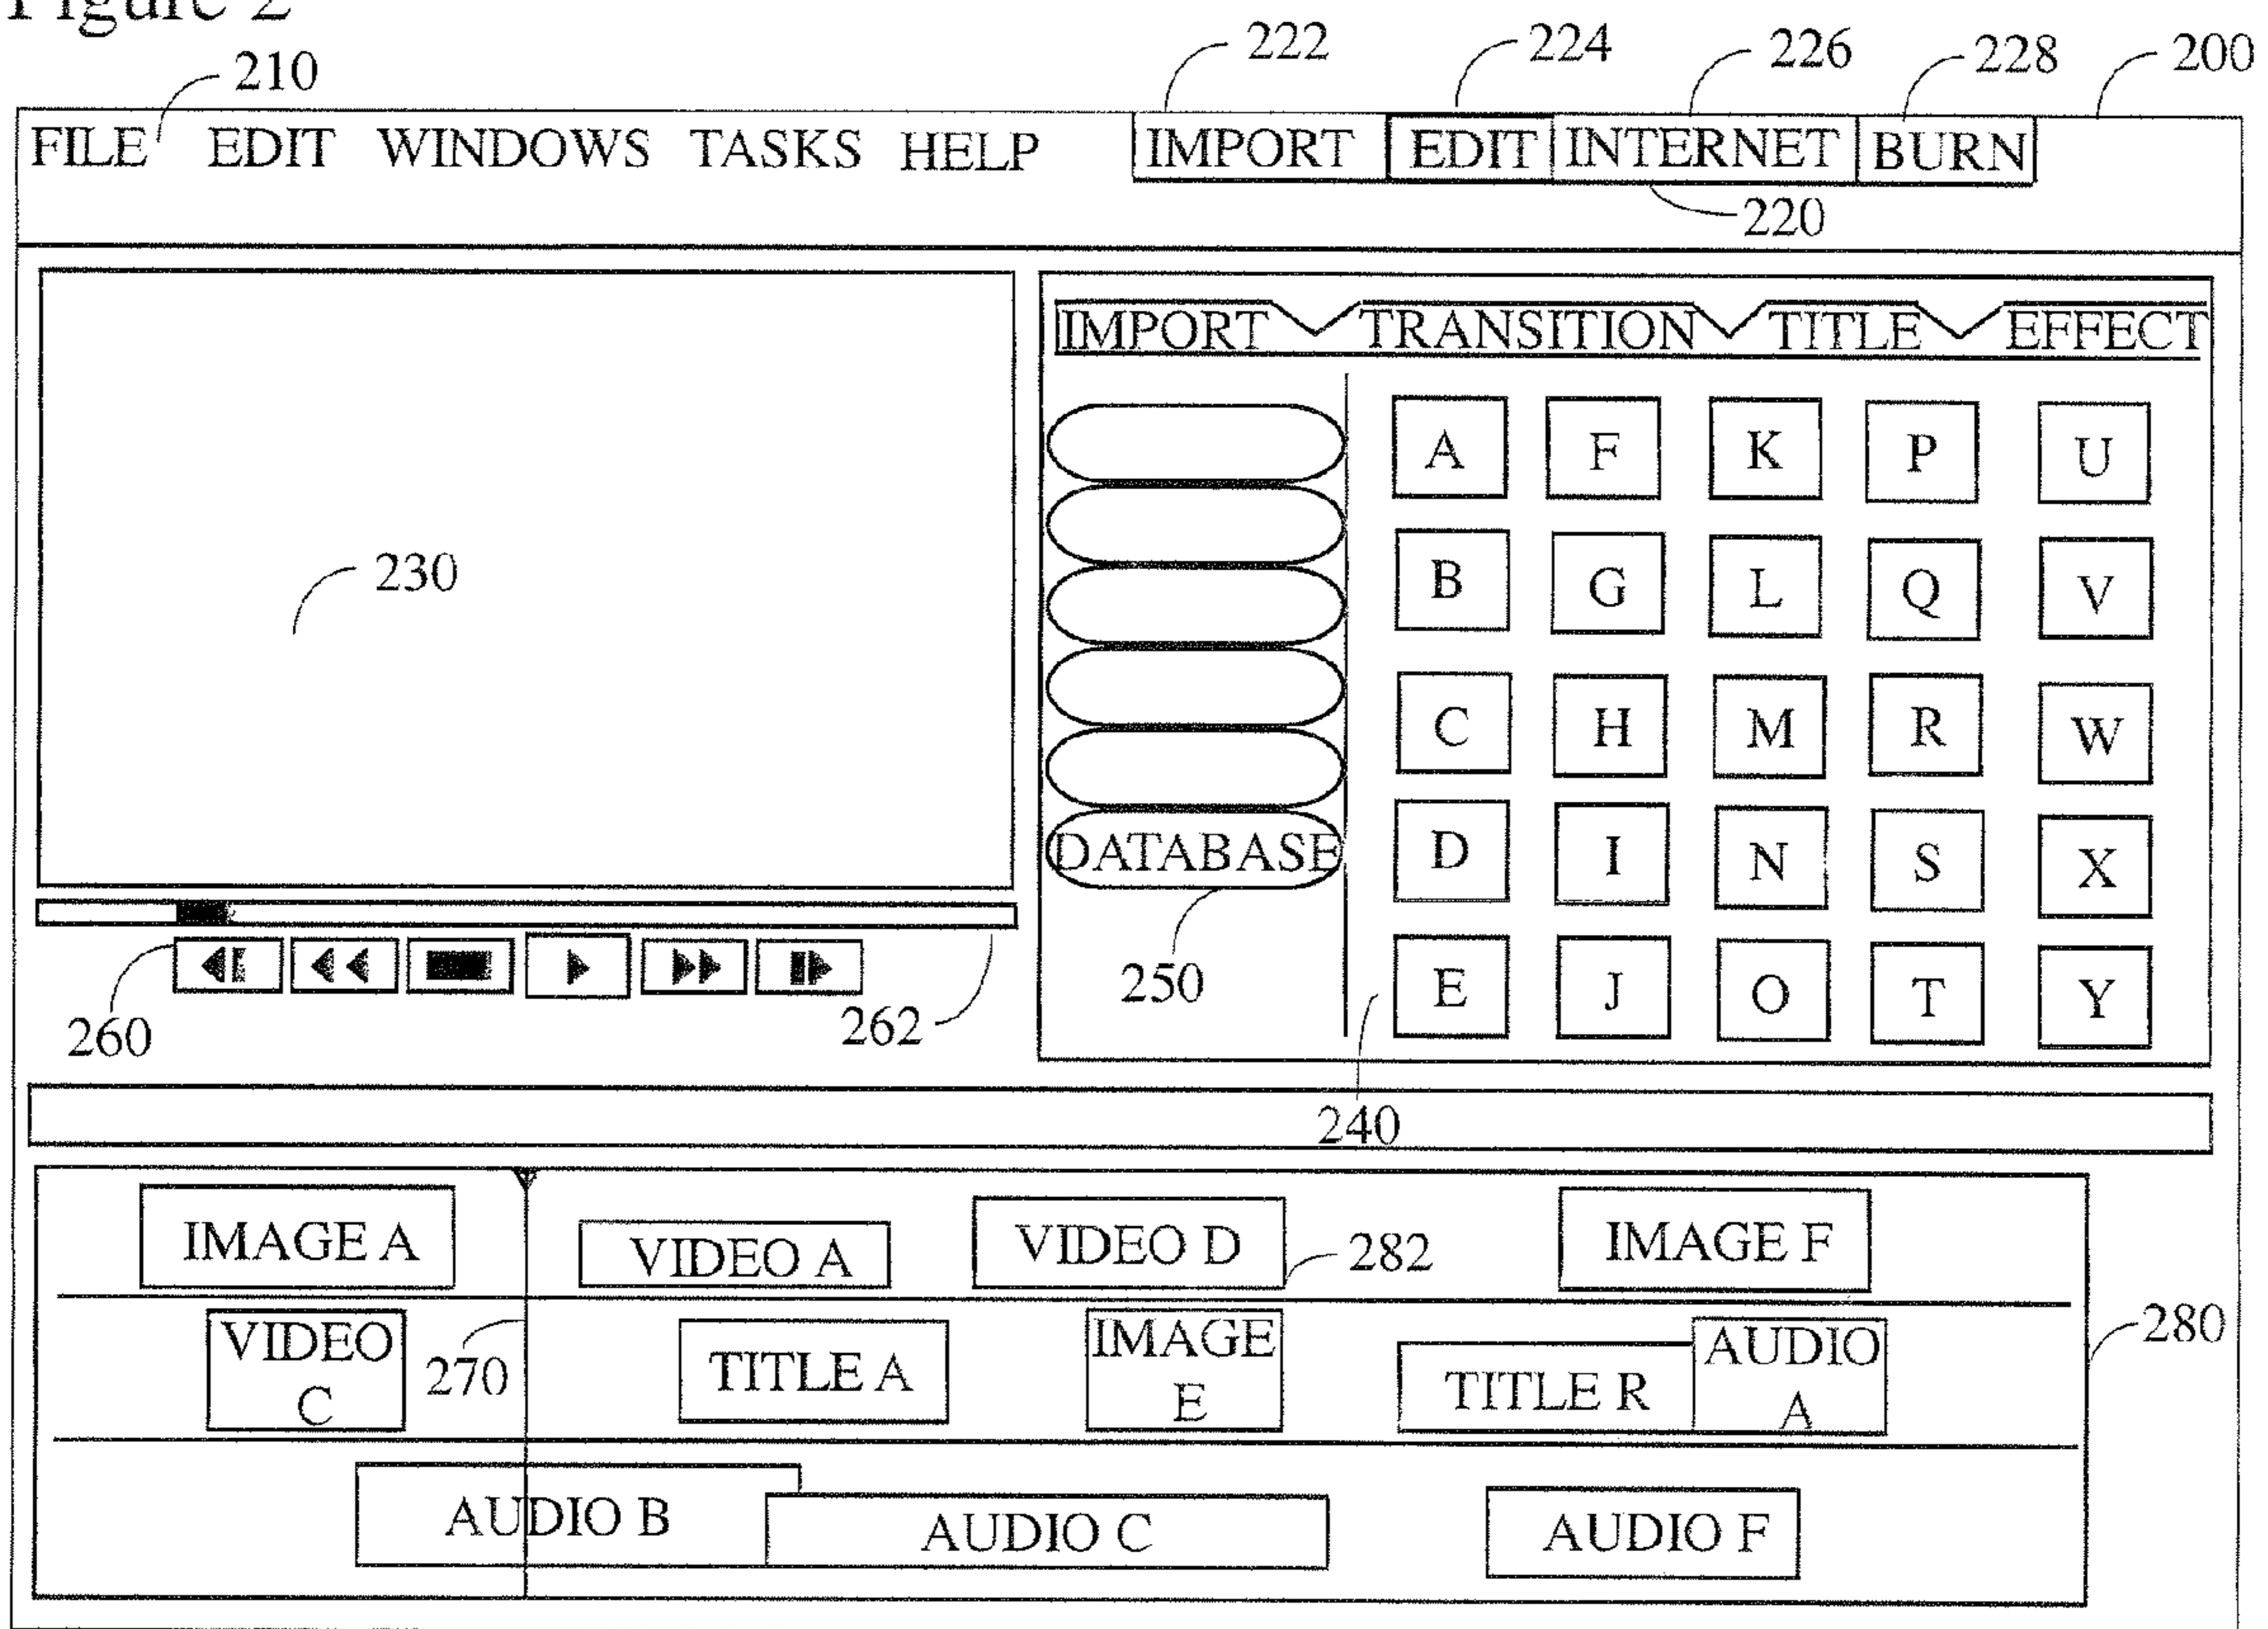 Figure 2
222 224 226 228 200
210
FILE EDIT WINDOWS TASKS HELP IMPORT EDIT INTERNET BURN
220
IMPORT TRANSITION TITLE EFFECT
A F K P U
230
B G L Q V
C H M R W
DATABASE D I N S X
250
E J O T Y
260 262
240
IMAGE A VIDEO A VIDEO D 282 IMAGE F
VIDEO C 270 TITLE A IMAGE E TITLE R AUDIO A 280
AUDIO B AUDIO C AUDIO F